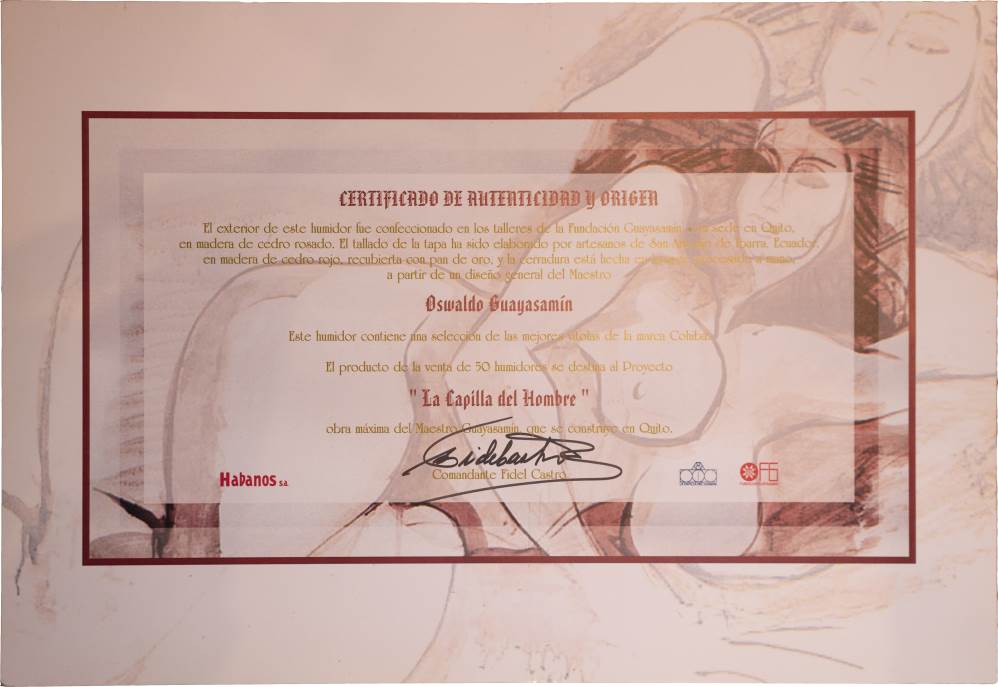 CERTIFICADO DE AUTENTICIDAD Y ORIGEN
El exterior de este humidor fue confeccionado en los talleres de la Fundación Guayasamín con sede en Quito,
en madera de cedro rosado. El tallado de la tapa ha sido elaborado por artesanos de San Antonio de Ibarra, Ecuador,
en madera de cedro rojo, recubierta con pan de oro, y la cerradura está hecha en procesado a mano,
a partir de un diseño general del Maestro
Oswaldo Guayasamín
Este humidor contiene una selección de las mejores vitolas de la marca Cohiba.
El producto de la venta de 50 humidores se destina al Proyecto
" La Capilla del Hombre "
obra máxima del Maestro Guayasamín, que se construye en Quito.
Comandante Fidel Castro
Habanos s.a.